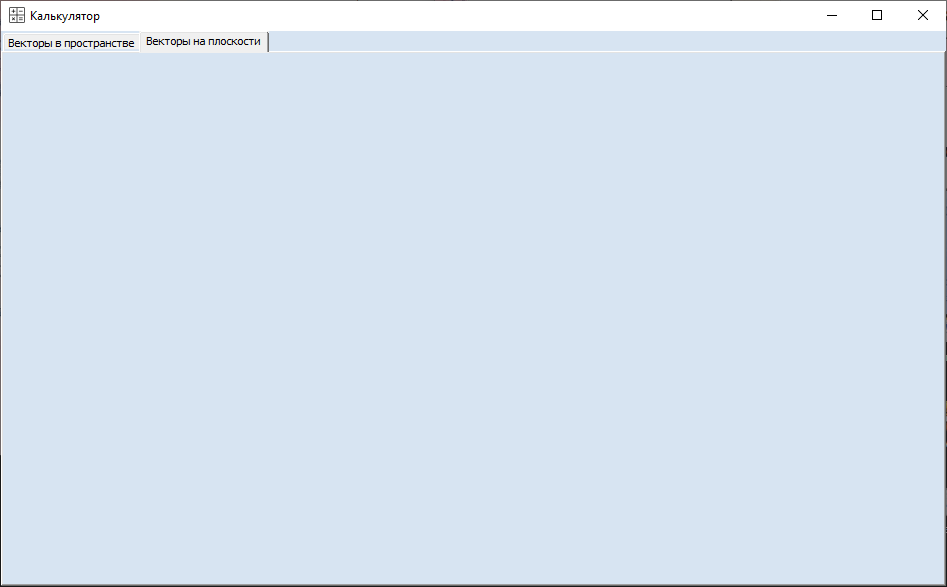 Калькулятор
Векторы в пространстве
Векторы на плоскости